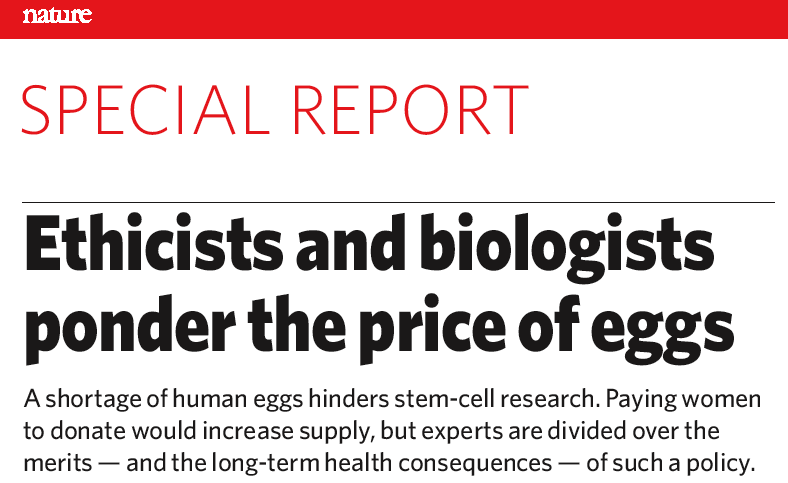 nature
SPECIAL REPORT
Ethicists and biologists
ponder the price of eggs
A shortage of human eggs hinders stem-cell research. Paying women
to donate would increase supply, but experts are divided over the
merits — and the long-term health consequences — of such a policy.